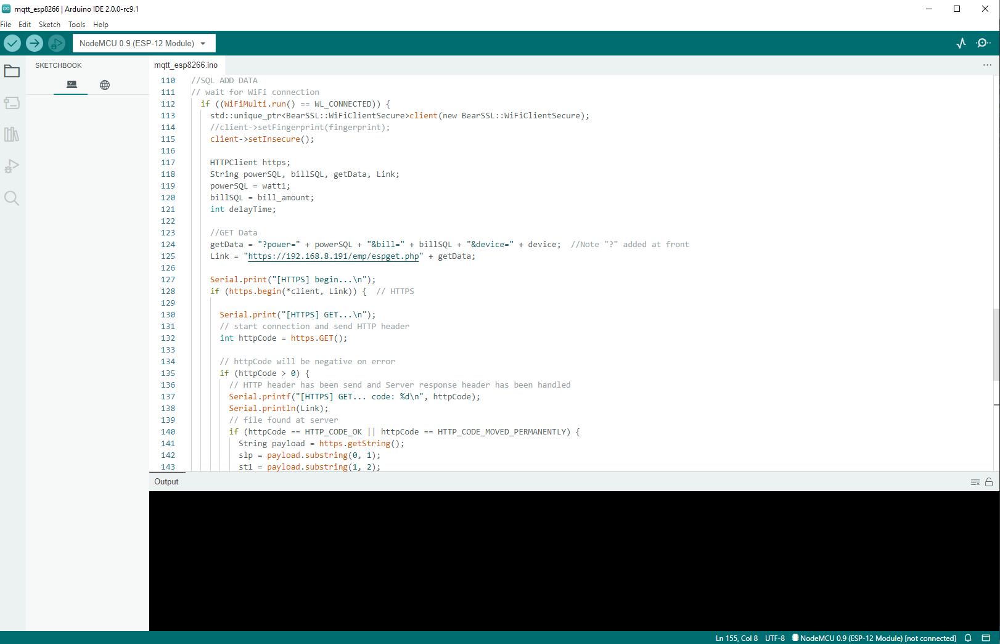 mqtt_esp8266 | Arduino IDE 2.0.0-rc9.1
File Edit Sketch Tools Help
NodeMCU 0.9 (ESP-12 Module)
SKETCHBOOK
mqtt_esp8266.ino
110 //SQL ADD DATA
111 // wait for WiFi connection
112 if ((WiFiMulti.run() == WL_CONNECTED)) {
113 std::unique_ptr<BearSSL::WiFiClientSecure>client(new BearSSL::WiFiClientSecure);
114 //client->setFingerprint(fingerprint);
115 client->setInsecure();
116
117 HTTPClient https;
118 String powerSQL, billSQL, getData, Link;
119 powerSQL = watt1;
120 billSQL = bill_amount;
121 int delayTime;
122
123 //GET Data
124 getData = "?power=" + powerSQL + "&bill=" + billSQL + "&device=" + device;  //Note "?" added at front
125 Link = "https://192.168.8.191/emp/espget.php" + getData;
126
127 Serial.print("[HTTPS] begin...\n");
128 if (https.begin(*client, Link)) {  // HTTPS
129
130 Serial.print("[HTTPS] GET...\n");
131 // start connection and send HTTP header
132 int httpCode = https.GET();
133
134 // httpCode will be negative on error
135 if (httpCode > 0) {
136 // HTTP header has been send and Server response header has been handled
137 Serial.printf("[HTTPS] GET... code: %d\n", httpCode);
138 Serial.println(Link);
139 // file found at server
140 if (httpCode == HTTP_CODE_OK || httpCode == HTTP_CODE_MOVED_PERMANENTLY) {
141 String payload = https.getString();
142 slp = payload.substring(0, 1);
143 st1 = payload.substring(1, 2);
Output
Ln 155, Col 8 UTF-8 NodeMCU 0.9 (ESP-12 Module) [not connected]